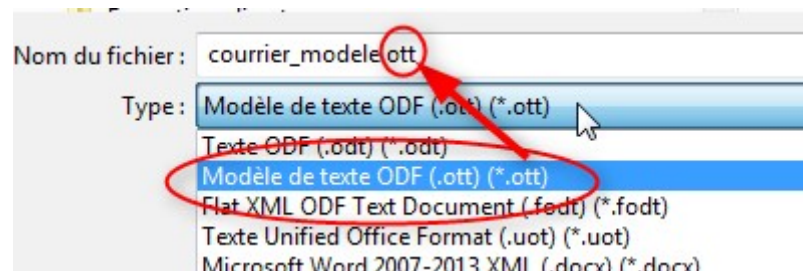 Nom du fichier : courrier_modele.ott
Type : Modèle de texte ODF (.ott) (*.ott)
Texte ODF (.odt) (*.odt)
Modèle de texte ODF (.ott) (*.ott)
Flat XML ODF Text Document (.fodt) (*.fodt)
Texte Unified Office Format (.uot) (*.uot)
Microsoft Word 2007-2013 XML (.docx) (*.docx)